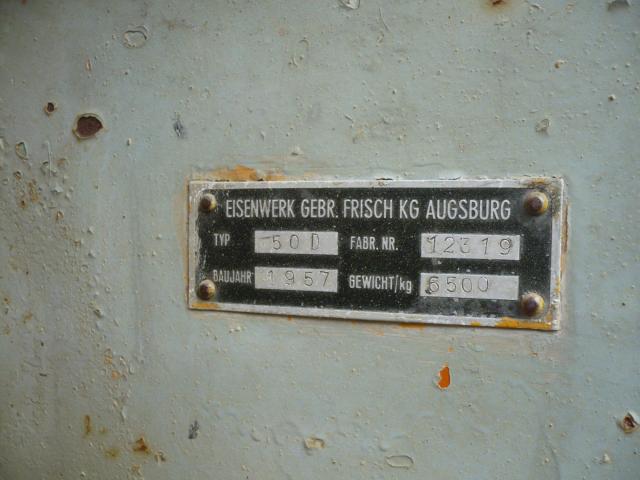 EISENWERK GEBR. FRISCH KG AUGSBURG
TYP 50D FABR. NR. 12319
BAUJAHR 1957 GEWICHT/kg 6500